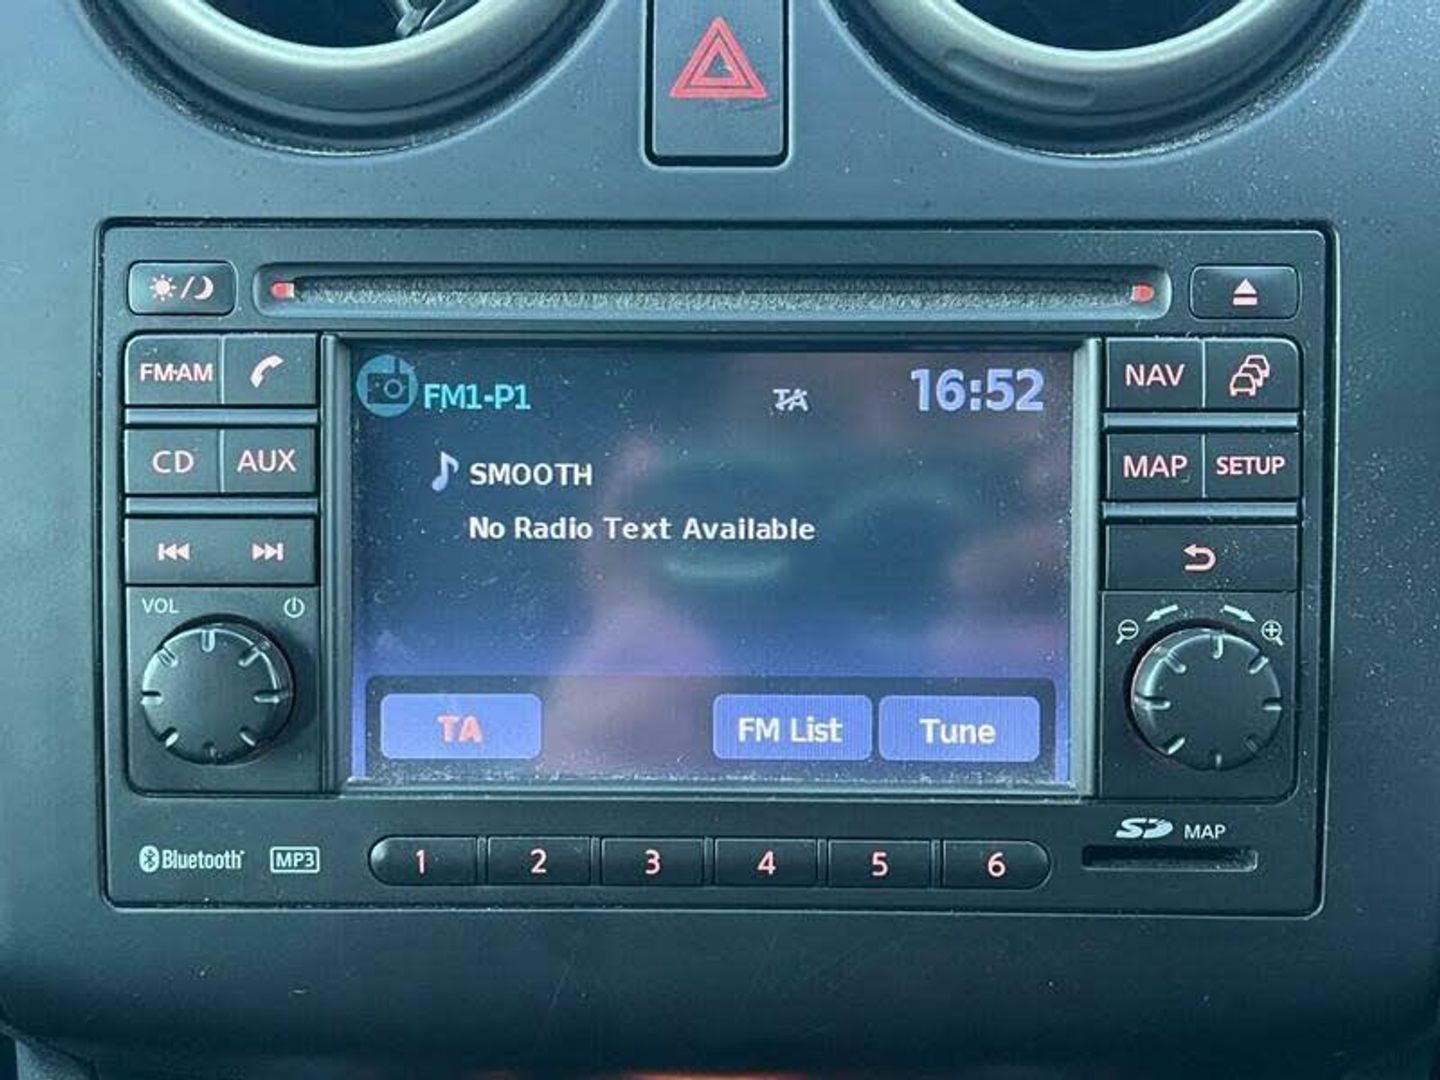 FM•AM
CD
AUX
VOL
FM1-P1
TA
16:52
SMOOTH
No Radio Text Available
TA
FM List
Tune
NAV
MAP
SETUP
Bluetooth
MP3
1
2
3
4
5
6
SD
MAP